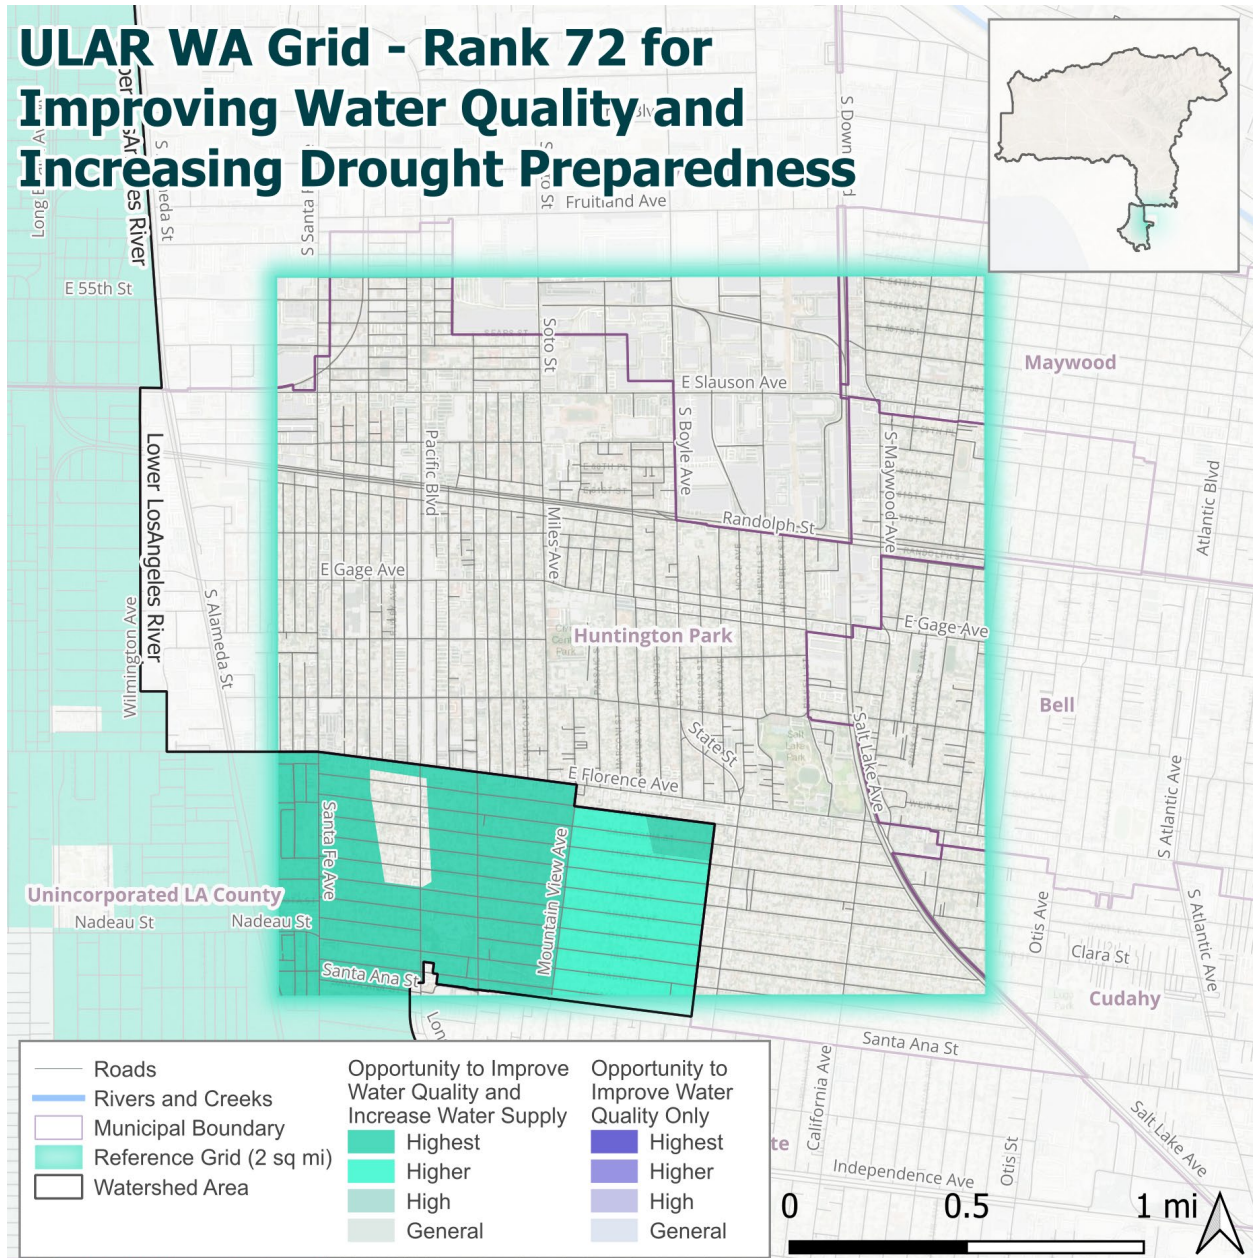 ULAR WA Grid - Rank 72 for
Improving Water Quality and
Increasing Drought Preparedness
Fruitland Ave
E 55th St
Soto St
E Slauson Ave
Maywood
S Boyle Ave
Pacific Blvd
S Maywood Ave
Atlantic Blvd
Lower LosAngeles River
Miles Ave
Randolph St
E Gage Ave
S Alameda St
Wilmington Ave
Huntington Park
E Gage Ave
Bell
State St
Salt Lake Park
Salt Lake Ave
E Florence Ave
S Atlantic Ave
Santa Fe Ave
Mountain View Ave
Unincorporated LA County
Nadeau St
Nadeau St
Otis Ave
S Atlantic Ave
Clara St
Santa Ana St
Cudahy
Santa Ana St
California Ave
Otis St
Salt Lake Ave
Independence Ave
Roads
Rivers and Creeks
Municipal Boundary
Reference Grid (2 sq mi)
Watershed Area
Opportunity to Improve
Water Quality and
Increase Water Supply
Highest
Higher
High
General
Opportunity to
Improve Water
Quality Only
Highest
Higher
High
General
0 0.5 1 mi